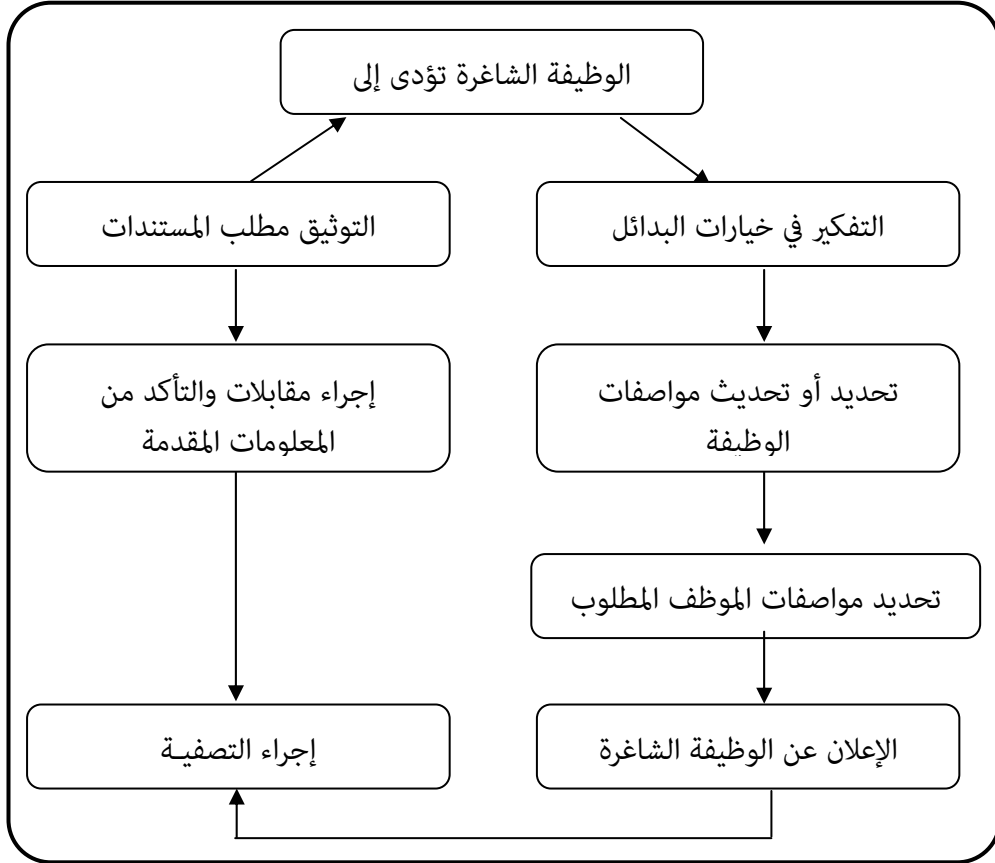 الوظيفة الشاغرة تؤدى إلى
التفكير في خيارات البدائل
التوثيق مطلب المستندات
تحديد أو تحديث مواصفات
الوظيفة
إجراء مقابلات والتأكد من
المعلومات المقدمة
تحديد مواصفات الموظف المطلوب
الإعلان عن الوظيفة الشاغرة
إجراء التصفيـة